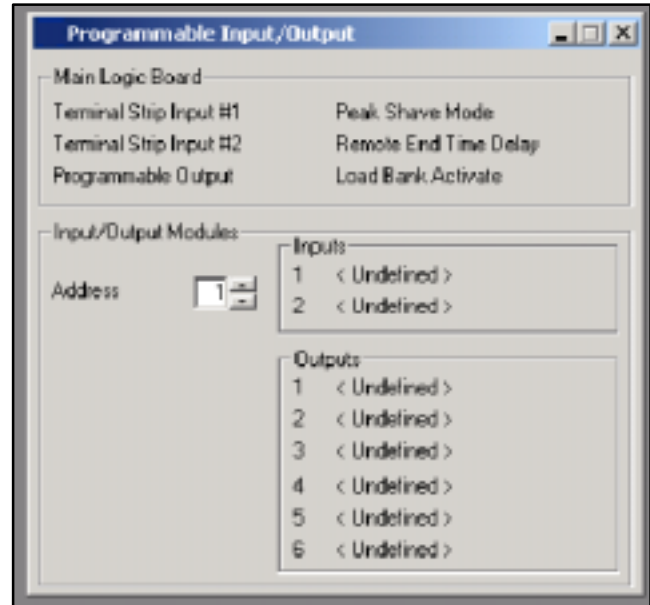 Programmable Input/Output
Main Logic Board
Terminal Strip Input #1 Peak Shave Mode
Terminal Strip Input #2 Remote End Time Delay
Programmable Output Load Bank Activate
Input/Output Modules
Address 1
Inputs
1 < Undefined >
2 < Undefined >
Outputs
1 < Undefined >
2 < Undefined >
3 < Undefined >
4 < Undefined >
5 < Undefined >
6 < Undefined >